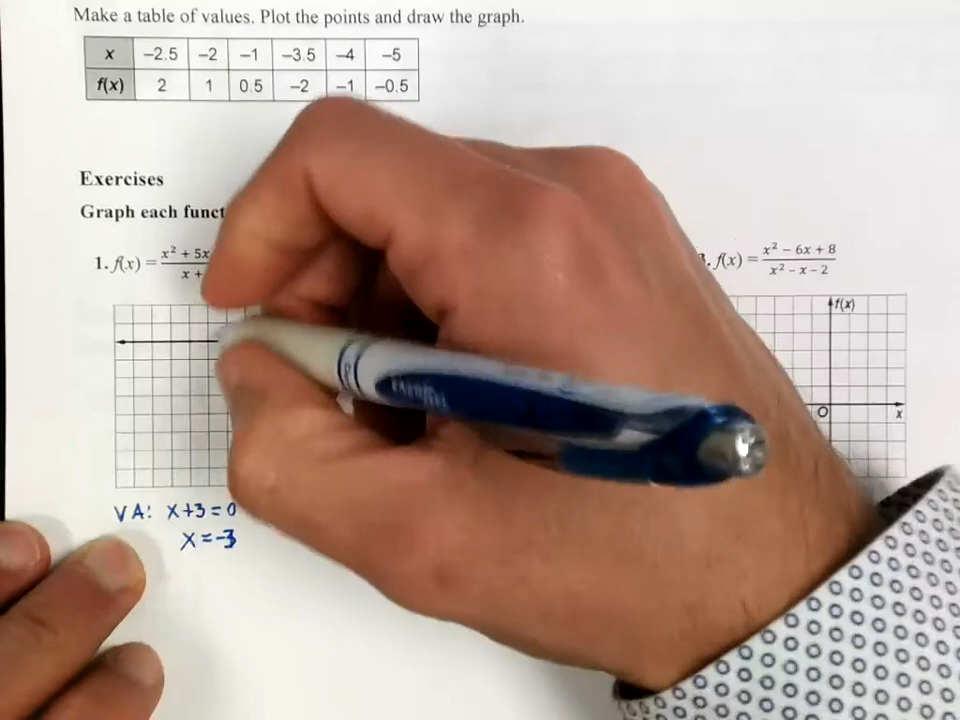 Make a table of values. Plot the points and draw the graph.
x −2.5 −2 −1 −3.5 −4 −5
f(x) 2 1 0.5 −2 −1 −0.5
Exercises
Graph each
1. f(x) = x² + 5x
x +
f(x) = x² − 6x + 8
x² − x − 2
f(x)
O
x
VA: x+3=0
x=-3